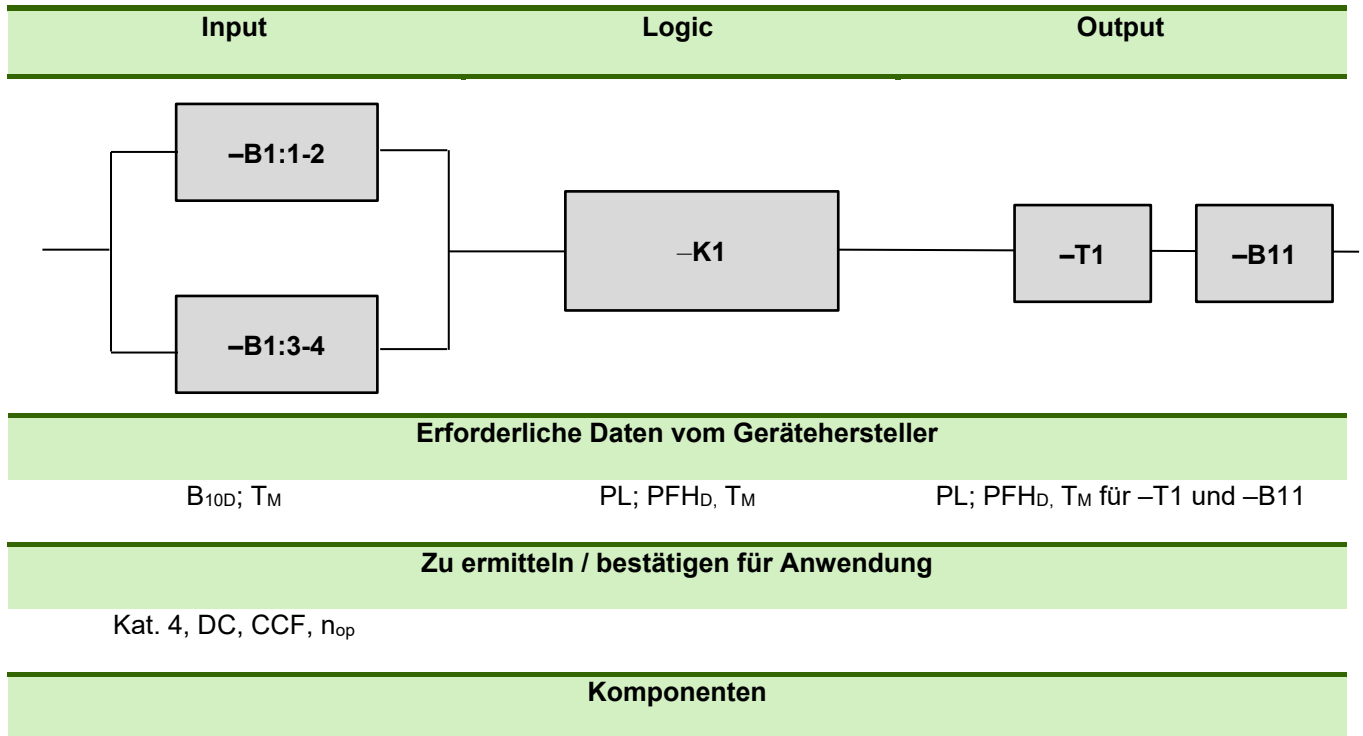 Input Logic Output
–B1:1-2
–K1
–T1
–B11
–B1:3-4
Erforderliche Daten vom Gerätehersteller
B10D; TM PL; PFHD, TM PL; PFHD, TM für –T1 und –B11
Zu ermitteln / bestätigen für Anwendung
Kat. 4, DC, CCF, nop
Komponenten